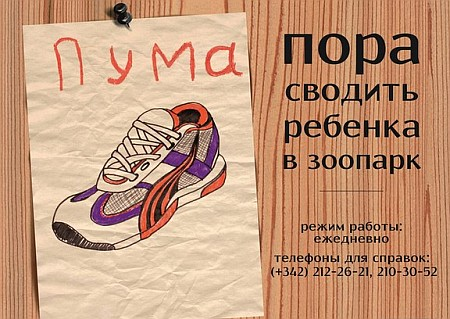 Пума
пора
сводить
ребенка
в зоопарк
режим работы:
ежедневно
телефоны для справок:
(+342) 212-26-21, 210-30-52